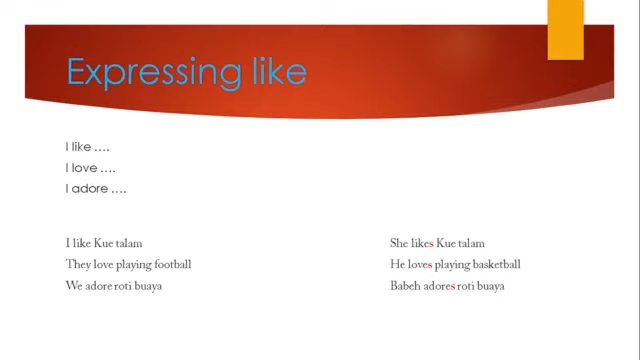 Expressing like
I like ….
I love ….
I adore ….
I like Kue talam
They love playing football
We adore roti buaya
She likes Kue talam
He loves playing basketball
Babeh adores roti buaya